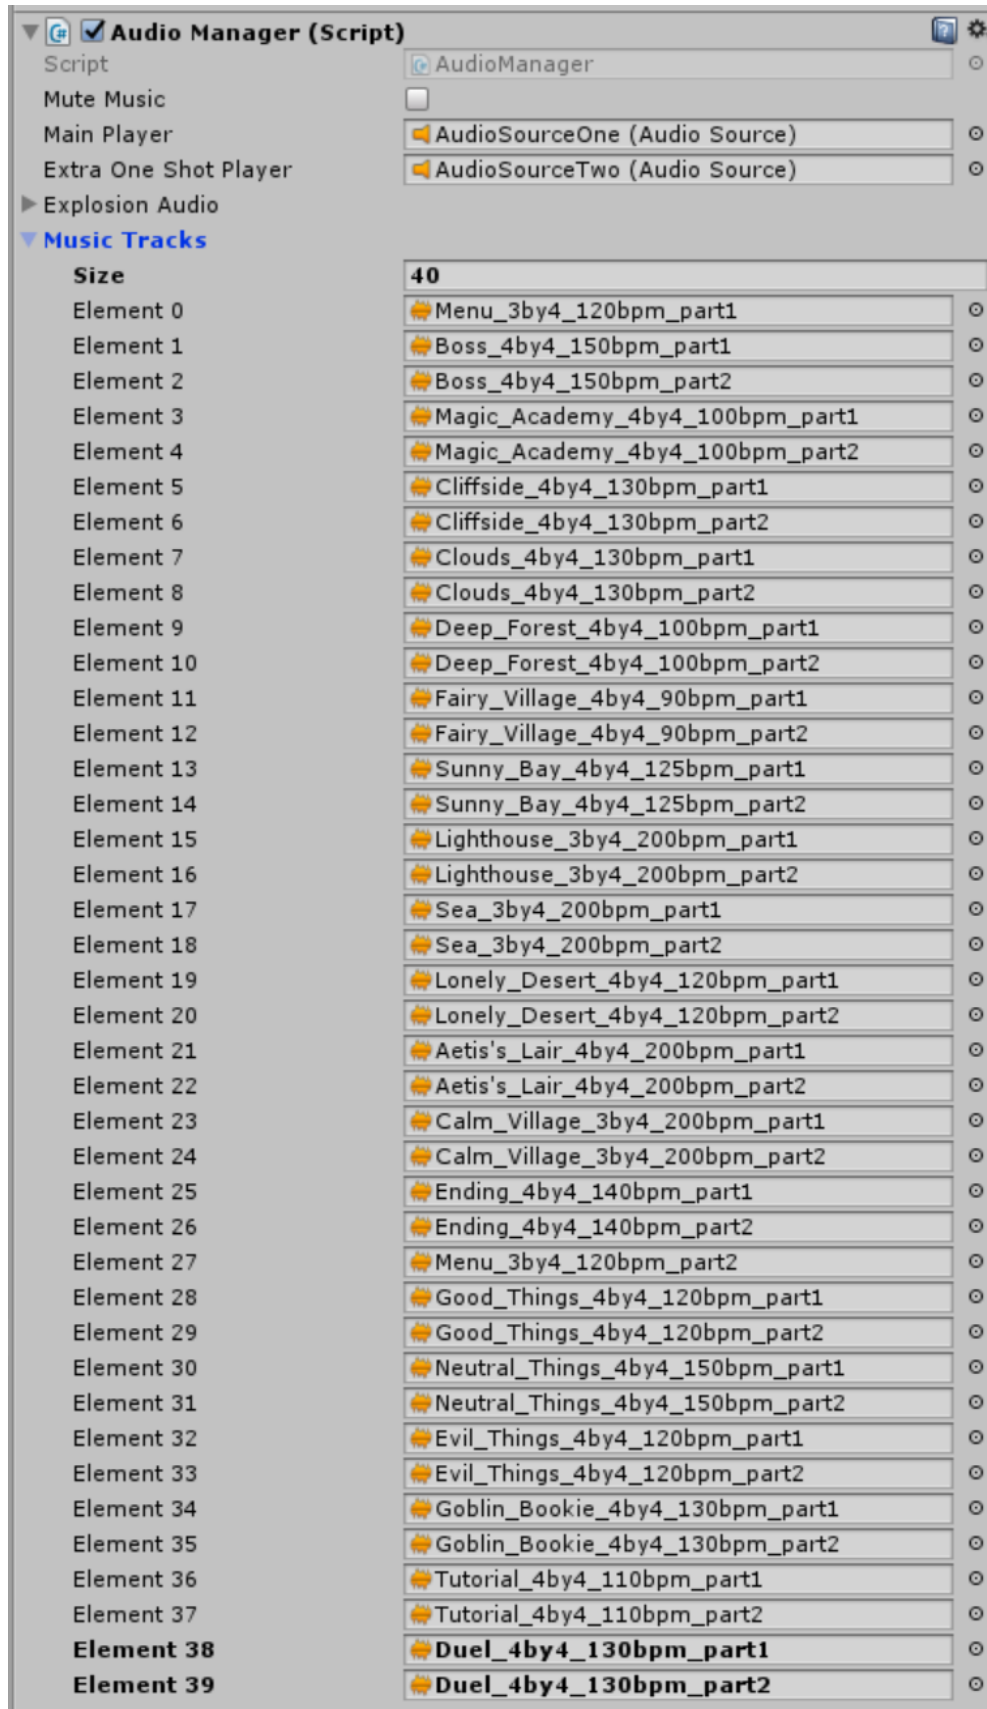 Audio Manager (Script)
Script AudioManager
Mute Music
Main Player AudioSourceOne (Audio Source)
Extra One Shot Player AudioSourceTwo (Audio Source)
Explosion Audio
Music Tracks
Size 40
Element 0 Menu_3by4_120bpm_part1
Element 1 Boss_4by4_150bpm_part1
Element 2 Boss_4by4_150bpm_part2
Element 3 Magic_Academy_4by4_100bpm_part1
Element 4 Magic_Academy_4by4_100bpm_part2
Element 5 Cliffside_4by4_130bpm_part1
Element 6 Cliffside_4by4_130bpm_part2
Element 7 Clouds_4by4_130bpm_part1
Element 8 Clouds_4by4_130bpm_part2
Element 9 Deep_Forest_4by4_100bpm_part1
Element 10 Deep_Forest_4by4_100bpm_part2
Element 11 Fairy_Village_4by4_90bpm_part1
Element 12 Fairy_Village_4by4_90bpm_part2
Element 13 Sunny_Bay_4by4_125bpm_part1
Element 14 Sunny_Bay_4by4_125bpm_part2
Element 15 Lighthouse_3by4_200bpm_part1
Element 16 Lighthouse_3by4_200bpm_part2
Element 17 Sea_3by4_200bpm_part1
Element 18 Sea_3by4_200bpm_part2
Element 19 Lonely_Desert_4by4_120bpm_part1
Element 20 Lonely_Desert_4by4_120bpm_part2
Element 21 Aetis's_Lair_4by4_200bpm_part1
Element 22 Aetis's_Lair_4by4_200bpm_part2
Element 23 Calm_Village_3by4_200bpm_part1
Element 24 Calm_Village_3by4_200bpm_part2
Element 25 Ending_4by4_140bpm_part1
Element 26 Ending_4by4_140bpm_part2
Element 27 Menu_3by4_120bpm_part2
Element 28 Good_Things_4by4_120bpm_part1
Element 29 Good_Things_4by4_120bpm_part2
Element 30 Neutral_Things_4by4_150bpm_part1
Element 31 Neutral_Things_4by4_150bpm_part2
Element 32 Evil_Things_4by4_120bpm_part1
Element 33 Evil_Things_4by4_120bpm_part2
Element 34 Goblin_Bookie_4by4_130bpm_part1
Element 35 Goblin_Bookie_4by4_130bpm_part2
Element 36 Tutorial_4by4_110bpm_part1
Element 37 Tutorial_4by4_110bpm_part2
Element 38 Duel_4by4_130bpm_part1
Element 39 Duel_4by4_130bpm_part2